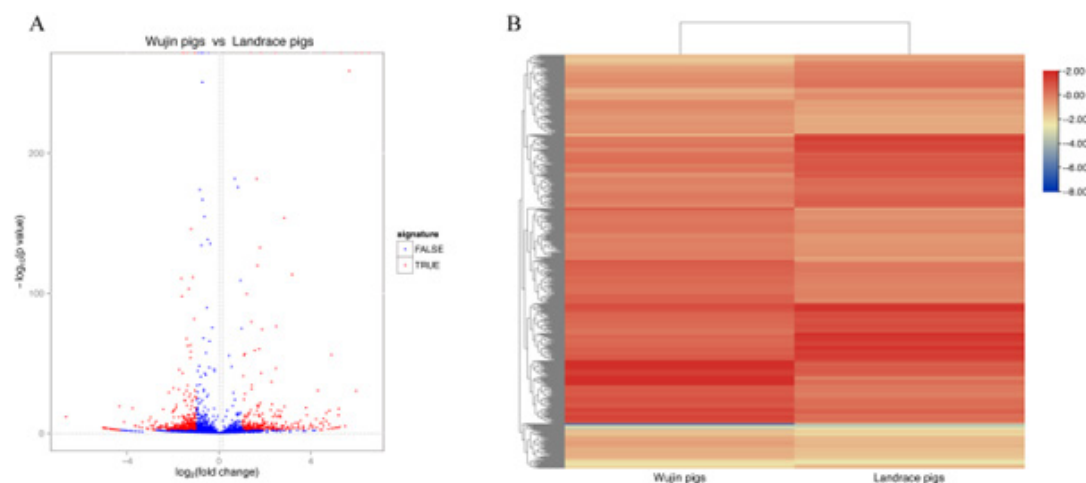 A
Wujin pigs vs Landrace pigs
200
100
0
−log₁₀(p value)
−4 0 4
log₂(fold change)
signature
FALSE
TRUE
B
2.00
-0.00
-2.00
-4.00
-6.00
-8.00
Wujin pigs Landrace pigs